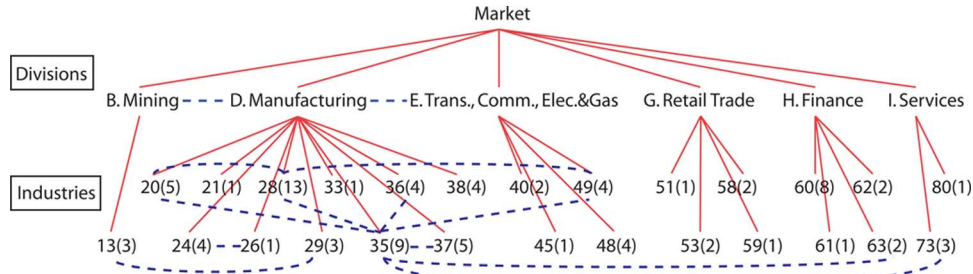 Market
Divisions
B. Mining D. Manufacturing E. Trans., Comm., Elec.&Gas G. Retail Trade H. Finance I. Services
Industries
20(5) 21(1) 28(13) 33(1) 36(4) 38(4) 40(2) 49(4) 51(1) 58(2) 60(8) 62(2) 80(1)
13(3) 24(4) 26(1) 29(3) 35(9) 37(5) 45(1) 48(4) 53(2) 59(1) 61(1) 63(2) 73(3)